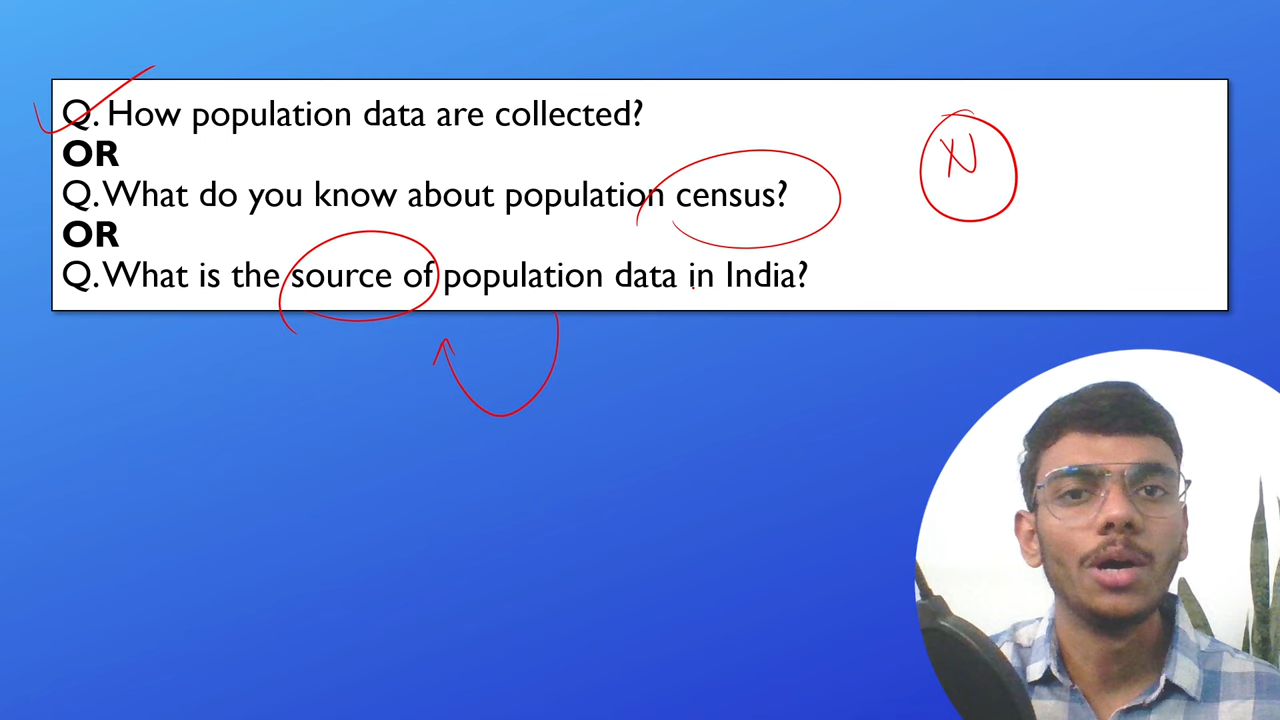 Q. How population data are collected?
OR
Q. What do you know about population census?
OR
Q. What is the source of population data in India?